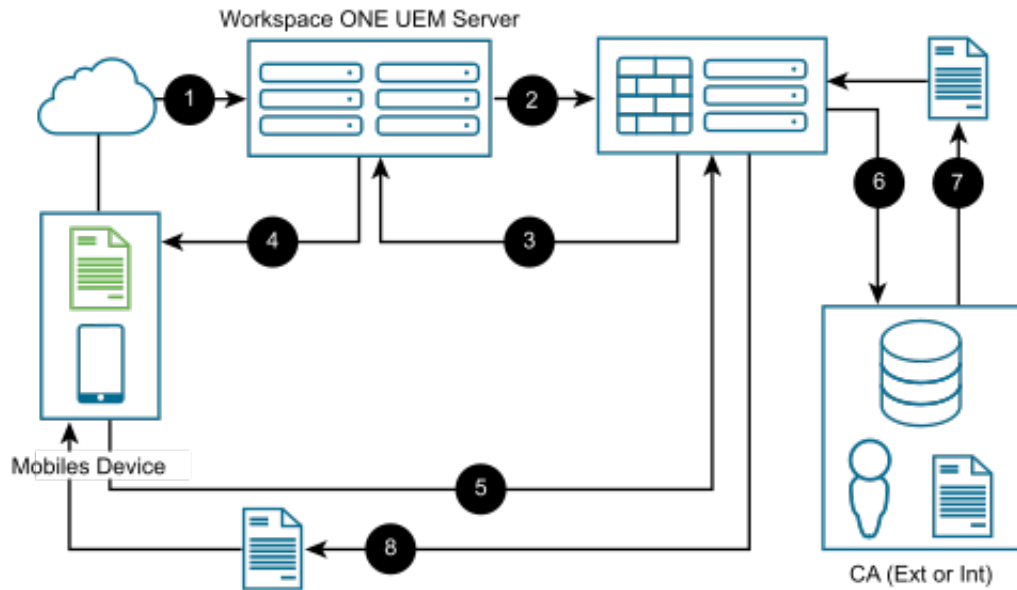 Workspace ONE UEM Server
1
2
6
7
4
3
Mobiles Device
5
8
CA (Ext or Int)